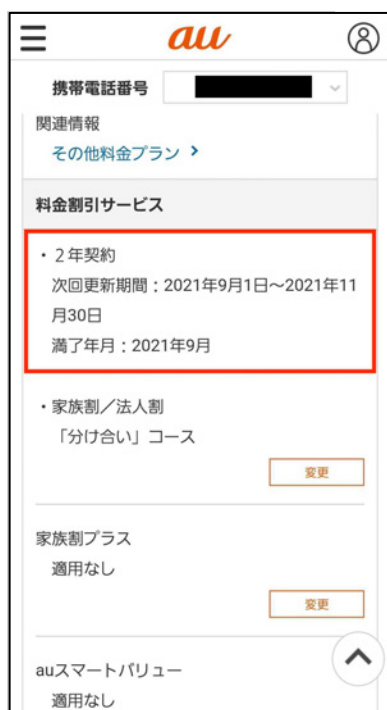 au
携帯電話番号
関連情報
その他料金プラン >
料金割引サービス
・２年契約
次回更新期間：2021年9月1日～2021年11
月30日
満了年月：2021年9月
・家族割／法人割
「分け合い」コース
変更
家族割プラス
適用なし
変更
auスマートバリュー
適用なし